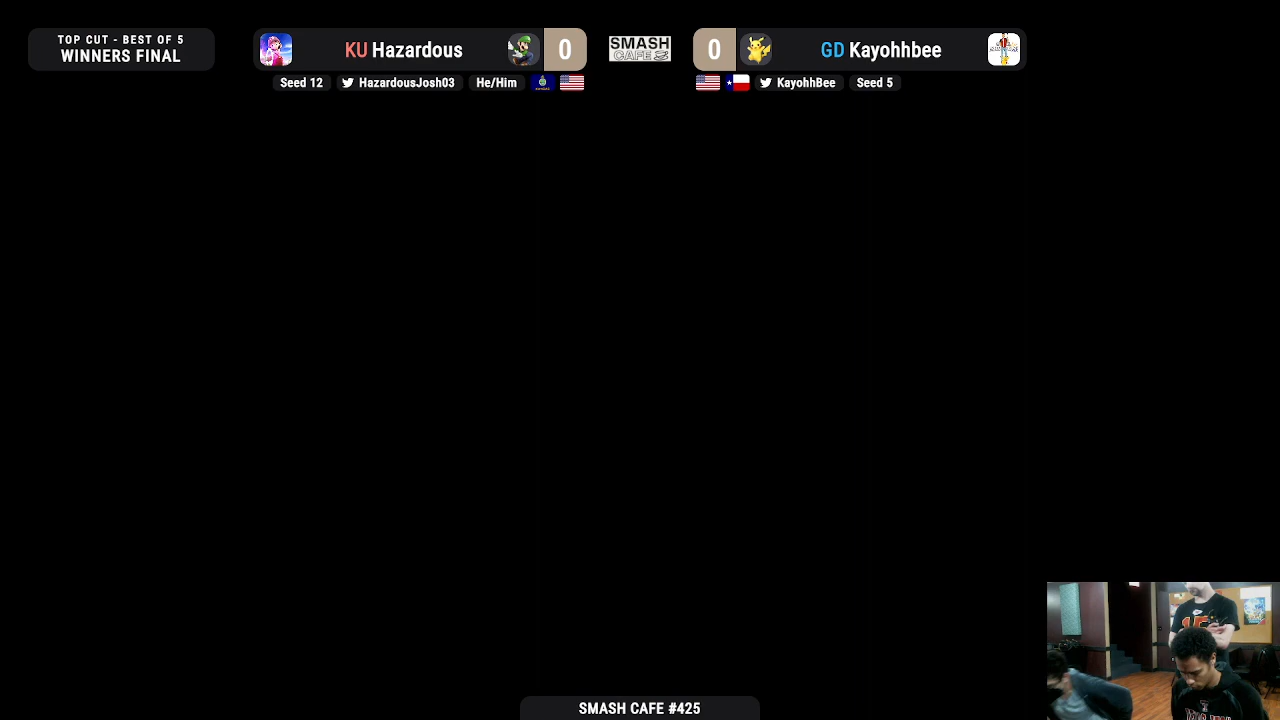 TOP CUT - BEST OF 5
WINNERS FINAL
KU Hazardous
0
SMASH
CAFE
0
GD Kayohhbee
Seed 12
HazardousJosh03
He/Him
KayohhBee
Seed 5
SMASH CAFE #425